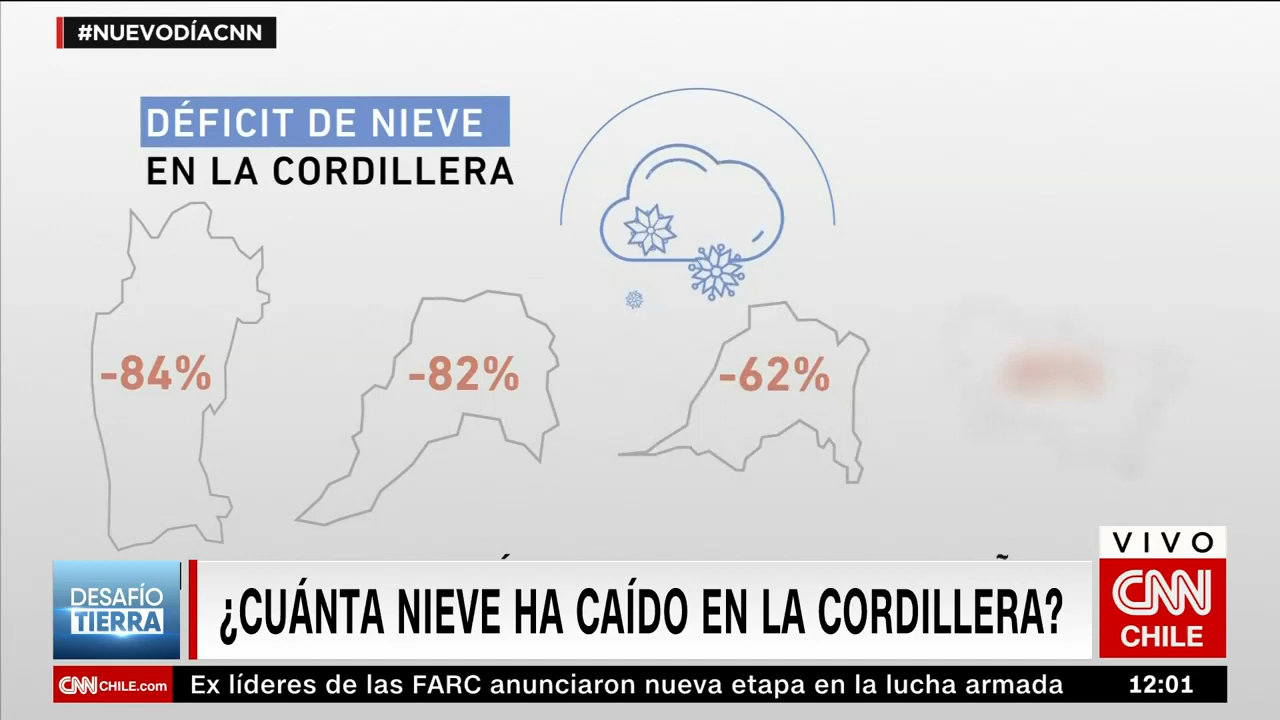 #NUEVODÍACNN
DÉFICIT DE NIEVE
EN LA CORDILLERA
-84%
-82%
-62%
VIVO
DESAFÍO
TIERRA
¿CUÁNTA NIEVE HA CAÍDO EN LA CORDILLERA?
CNN
CHILE
CNNCHILE.com
Ex líderes de las FARC anunciaron nueva etapa en la lucha armada
12:01